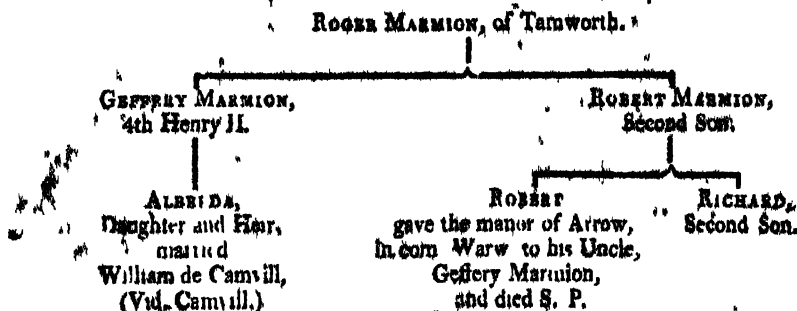 ROGER MARMION, of Tamworth.
GEFFERY MARMION,
4th Henry II.
ROBERT MARMION,
Second Son.
ALBREDA,
Daughter and Heir,
married
William de Camvill,
(Vid. Camvill.)
ROBERT
gave the manor of Arrow,
in com Warw to his Uncle,
Geffery Marmion,
and died S. P.
RICHARD,
Second Son.